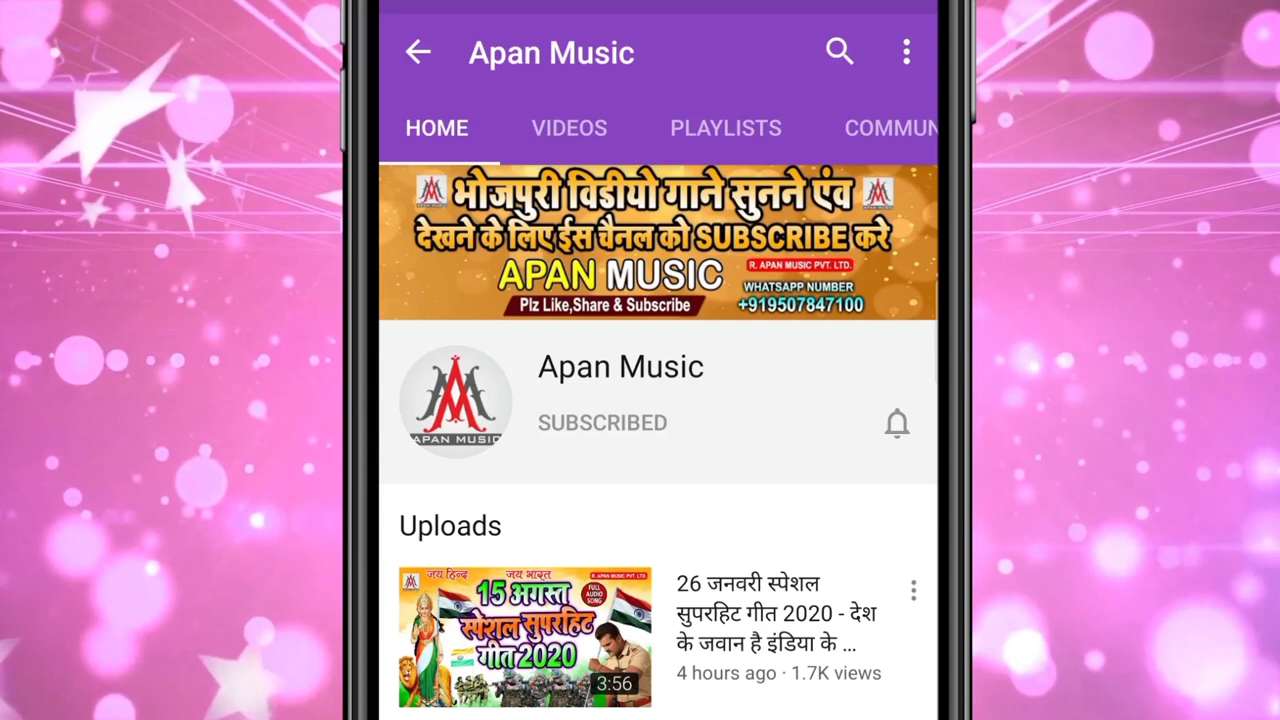 Apan Music
HOME VIDEOS PLAYLISTS COMMUN
भोजपुरी विडीयो गाने सुनने एंव
देखने के लिए ईस चैनल को SUBSCRIBE करे
APAN MUSIC
R. APAN MUSIC PVT. LTD.
WHATSAPP NUMBER
+919507847100
Plz Like,Share & Subscribe
Apan Music
SUBSCRIBED
APAN MUSIC
Uploads
जय हिन्द जय भारत
R. APAN MUSIC PVT. LTD
15 अगस्त
FULL
AUDIO
SONG
स्पेशल सुपरहिट
गीत 2020
3:56
26 जनवरी स्पेशल
सुपरहिट गीत 2020 - देश
के जवान है इंडिया के ...
4 hours ago · 1.7K views